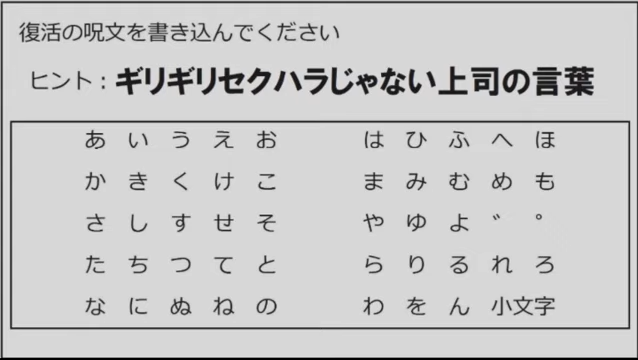 復活の呪文を書き込んでください
ヒント：ギリギリセクハラじゃない上司の言葉
あ い う え お は ひ ふ へ ほ
か き く け こ ま み む め も
さ し す せ そ や ゆ よ ゛ ゜
た ち つ て と ら り る れ ろ
な に ぬ ね の わ を ん 小文字